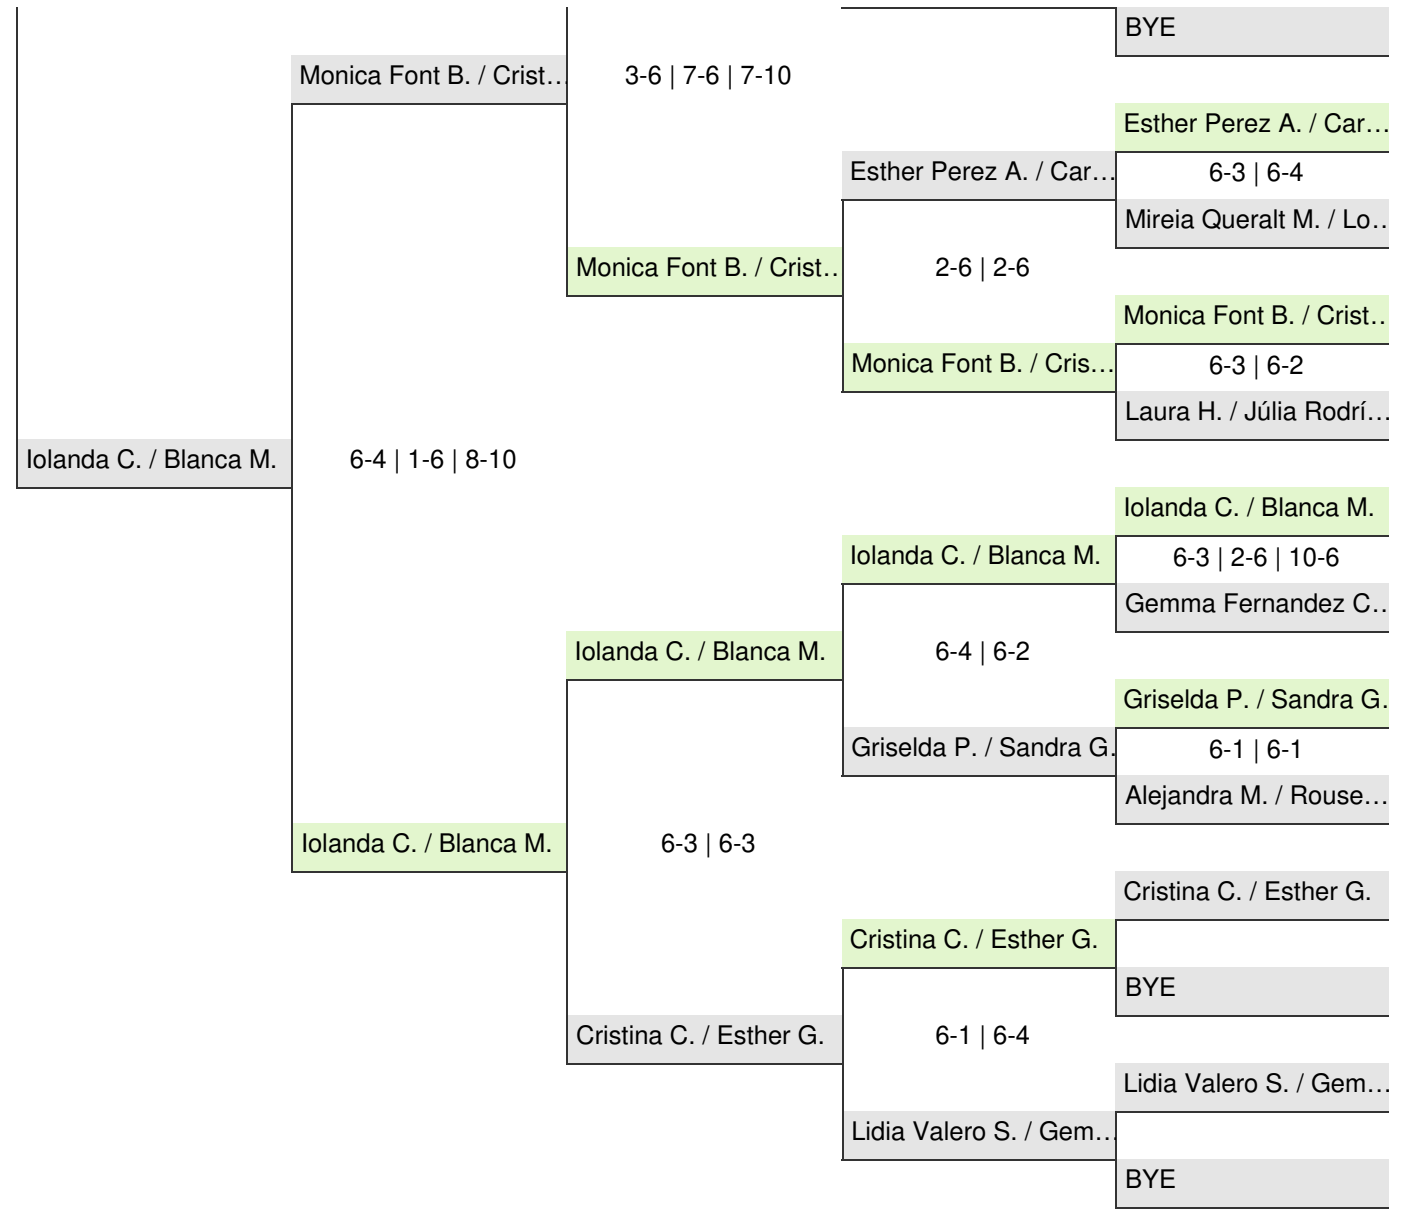 BYE
Monica Font B. / Crist…
3-6 | 7-6 | 7-10
Esther Perez A. / Car…
Esther Perez A. / Car…
6-3 | 6-4
Mireia Queralt M. / Lo…
Monica Font B. / Crist…
2-6 | 2-6
Monica Font B. / Crist…
Monica Font B. / Cris…
6-3 | 6-2
Laura H. / Júlia Rodrí…
Iolanda C. / Blanca M.
6-4 | 1-6 | 8-10
Iolanda C. / Blanca M.
Iolanda C. / Blanca M.
6-3 | 2-6 | 10-6
Gemma Fernandez C…
Iolanda C. / Blanca M.
6-4 | 6-2
Griselda P. / Sandra G.
Griselda P. / Sandra G.
6-1 | 6-1
Alejandra M. / Rouse…
Iolanda C. / Blanca M.
6-3 | 6-3
Cristina C. / Esther G.
Cristina C. / Esther G.
BYE
Cristina C. / Esther G.
6-1 | 6-4
Lidia Valero S. / Gem…
Lidia Valero S. / Gem…
BYE